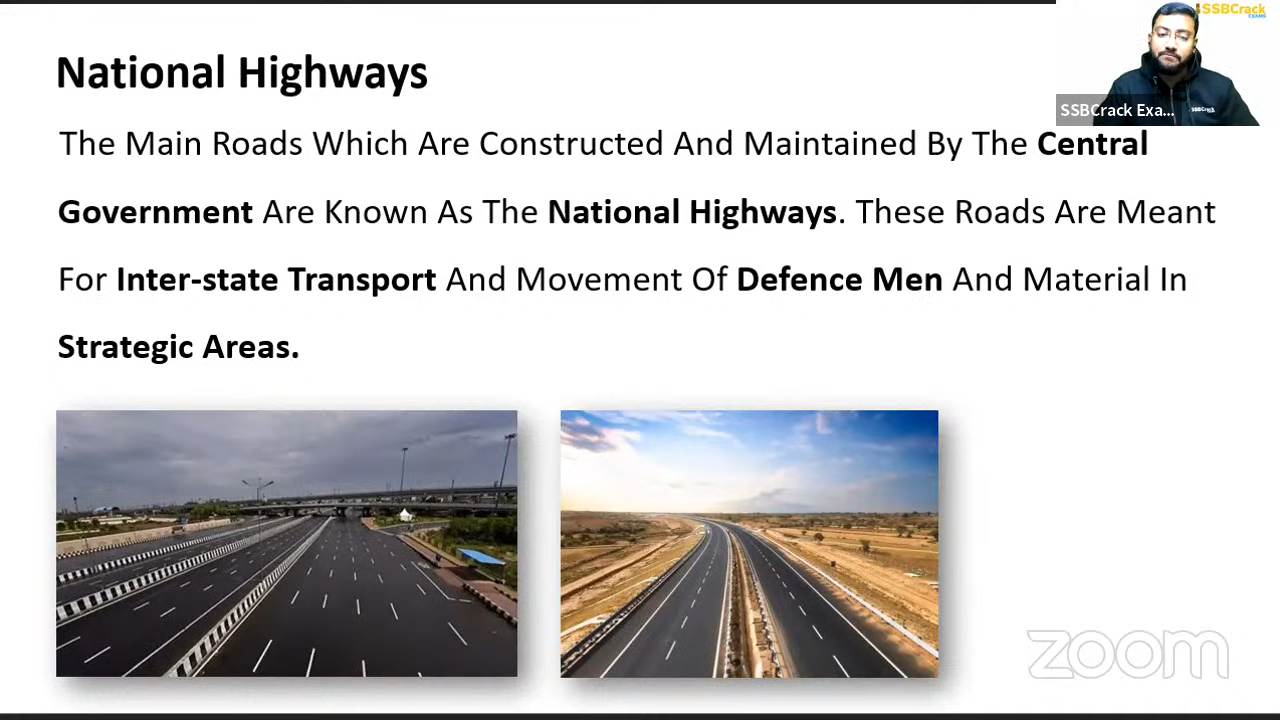 SSBCrack
EXAMS
National Highways
SSBCrack
SSBCrack Exa...
The Main Roads Which Are Constructed And Maintained By The Central
Government Are Known As The National Highways. These Roads Are Meant
For Inter-state Transport And Movement Of Defence Men And Material In
Strategic Areas.
zoom